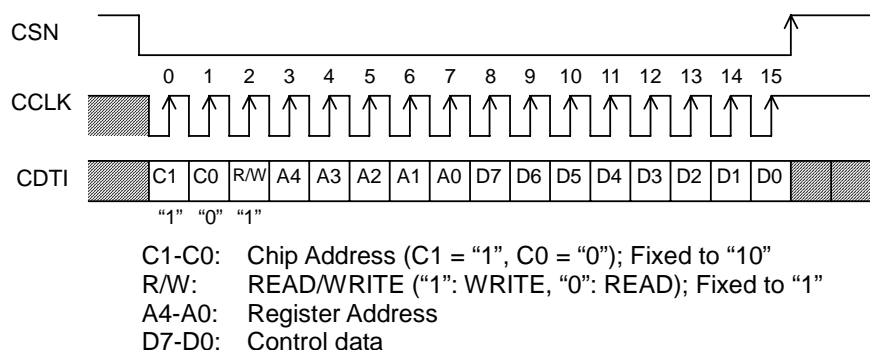 CSN
0 1 2 3 4 5 6 7 8 9 10 11 12 13 14 15
CCLK
CDTI C1 C0 R/W A4 A3 A2 A1 A0 D7 D6 D5 D4 D3 D2 D1 D0
“1” “0” “1”
C1-C0: Chip Address (C1 = “1”, C0 = “0”); Fixed to “10”
R/W: READ/WRITE (“1”: WRITE, “0”: READ); Fixed to “1”
A4-A0: Register Address
D7-D0: Control data